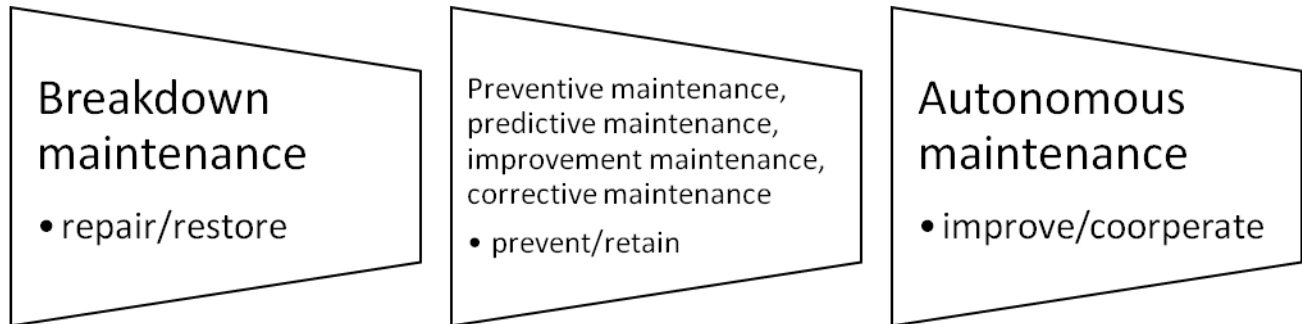 Breakdown
maintenance
• repair/restore
Preventive maintenance,
predictive maintenance,
improvement maintenance,
corrective maintenance
• prevent/retain
Autonomous
maintenance
• improve/coorperate